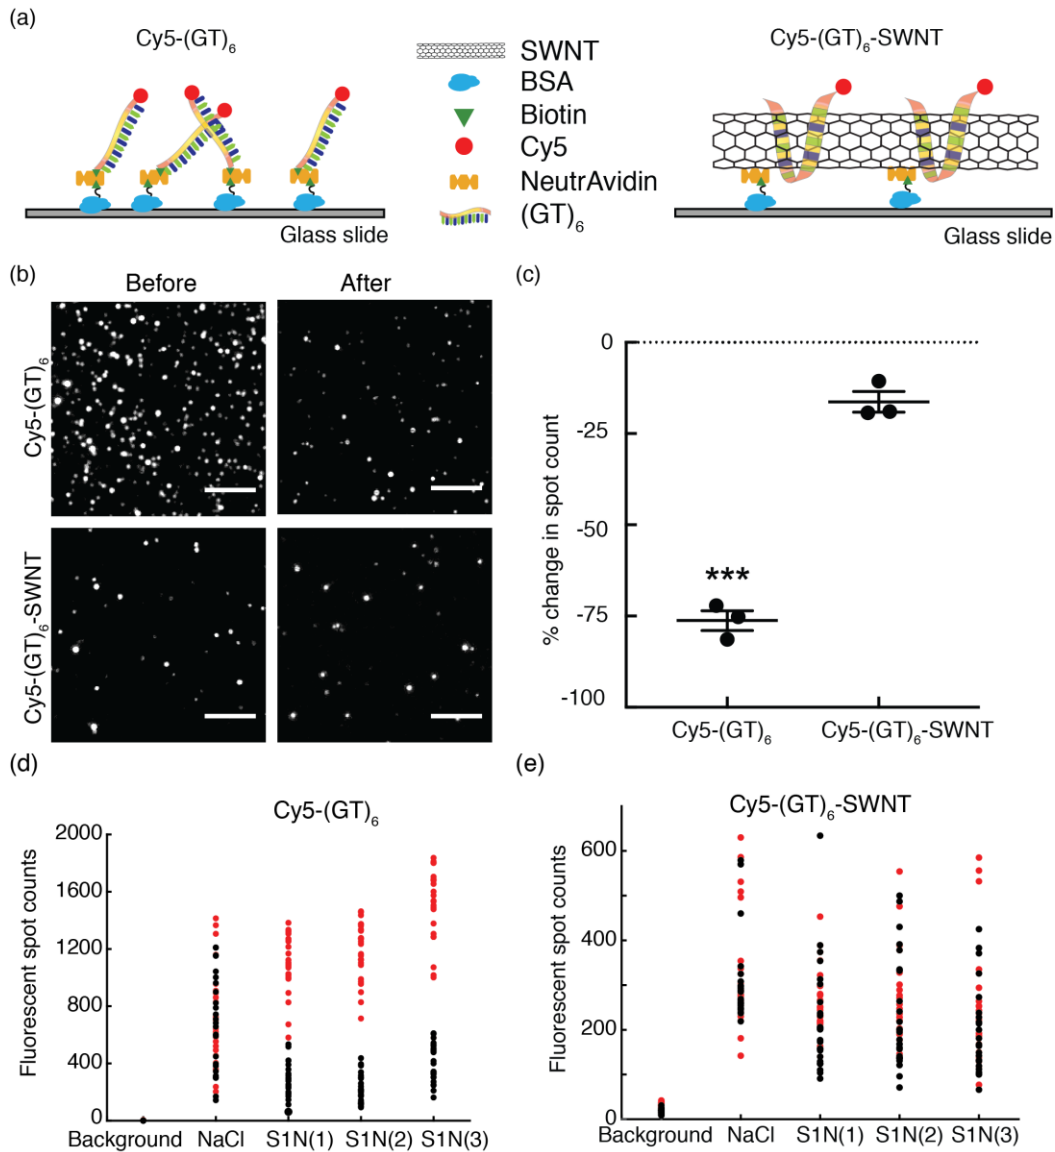 (a)
Cy5-(GT)6
SWNT
BSA
Biotin
Cy5
NeutrAvidin
(GT)6
Glass slide
Cy5-(GT)6-SWNT
Glass slide
(b)
Before
After
Cy5-(GT)6
Cy5-(GT)6-SWNT
(c)
% change in spot count
0
-25
-50
-75
-100
***
Cy5-(GT)6
Cy5-(GT)6-SWNT
(d)
Cy5-(GT)6
Fluorescent spot counts
2000
1600
1200
800
400
0
Background NaCl S1N(1) S1N(2) S1N(3)
(e)
Cy5-(GT)6-SWNT
Fluorescent spot counts
600
400
200
0
Background NaCl S1N(1) S1N(2) S1N(3)